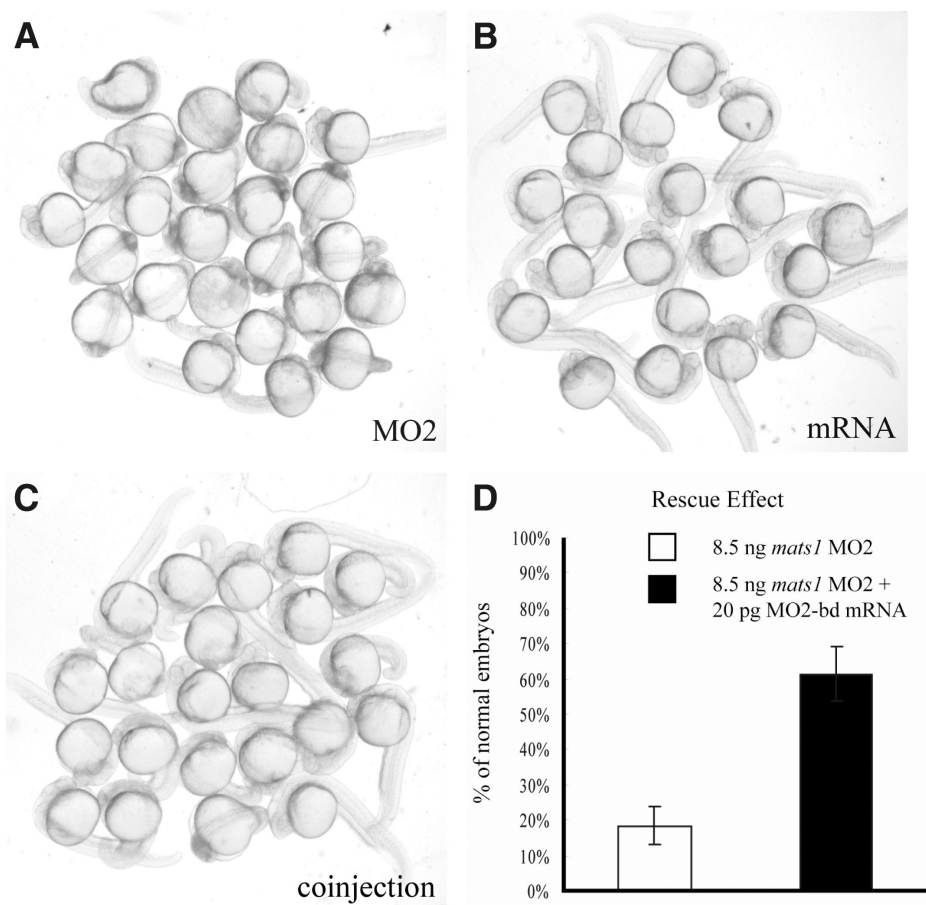 A
MO2
B
mRNA
C
coinjection
D
Rescue Effect
8.5 ng mats1 MO2
8.5 ng mats1 MO2 +
20 pg MO2-bd mRNA
% of normal embryos
100%
90%
80%
70%
60%
50%
40%
30%
20%
10%
0%